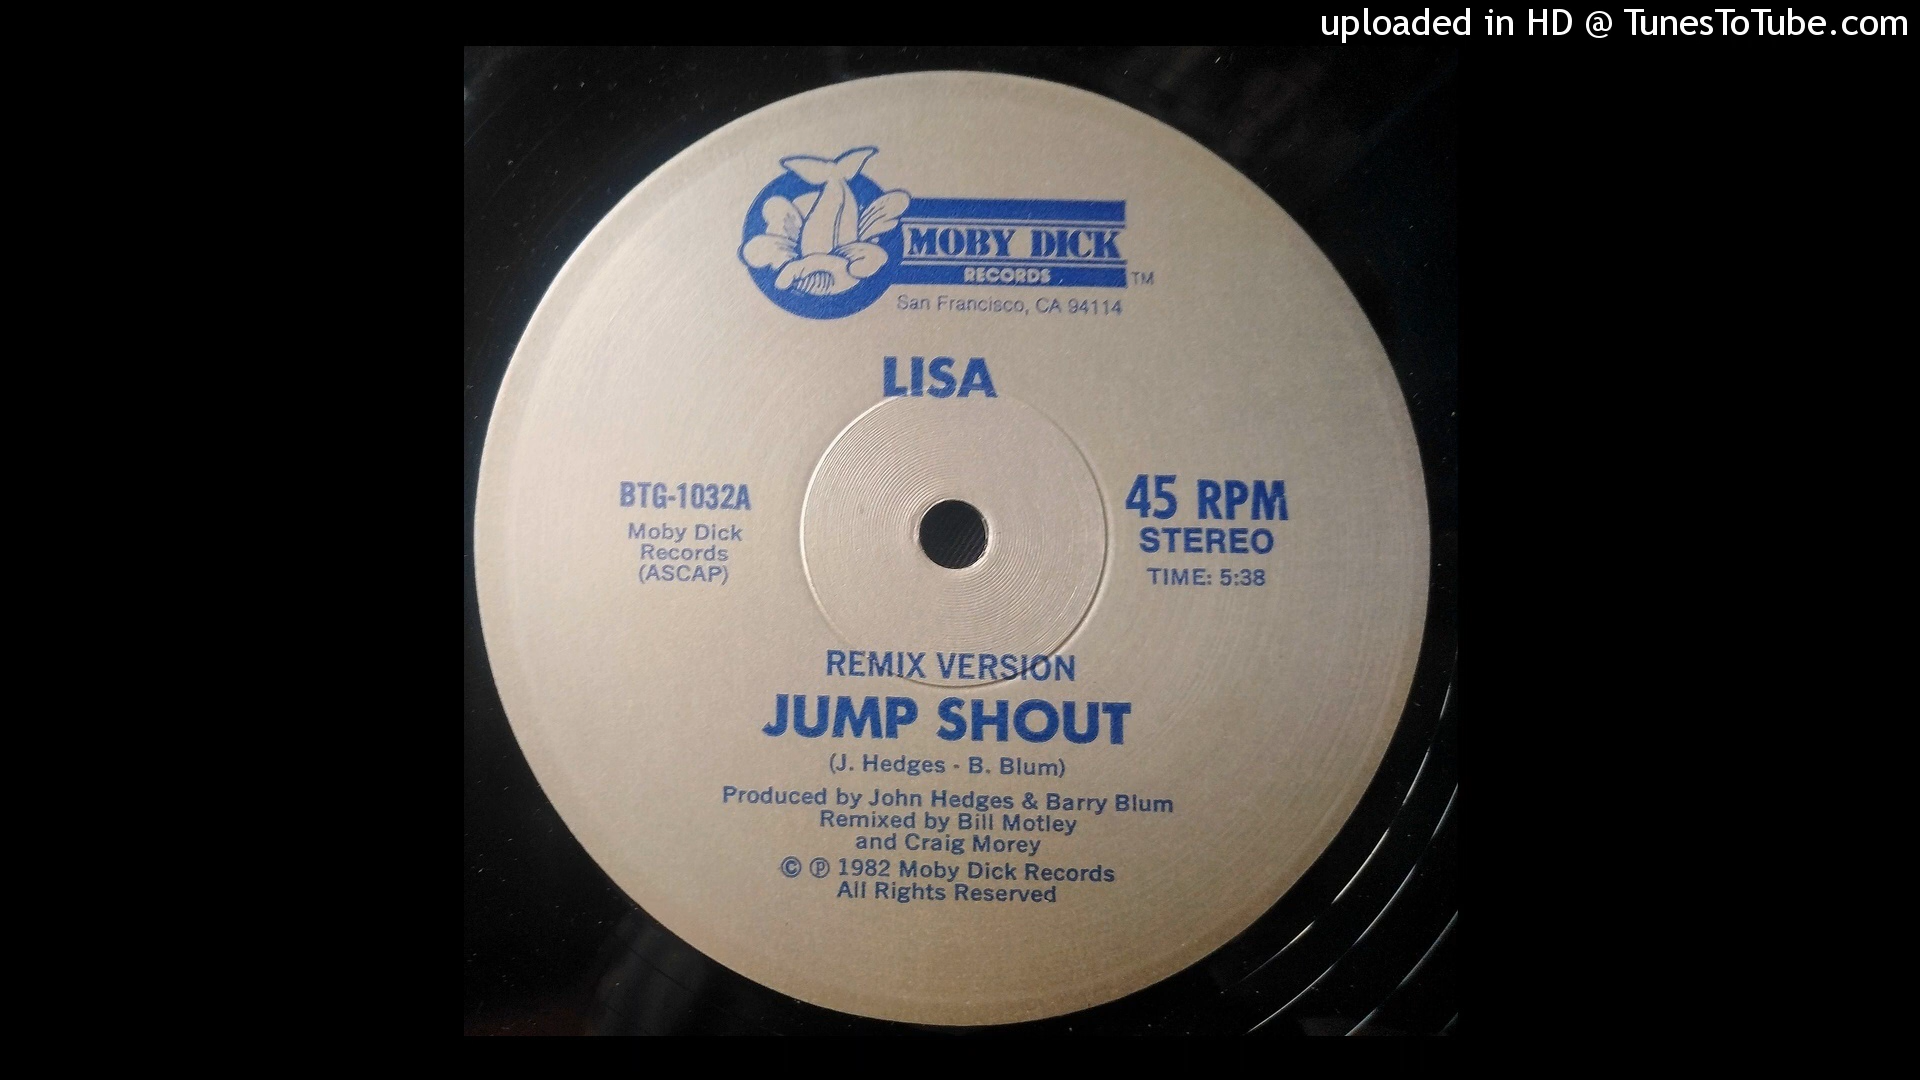 uploaded in HD @ TunesToTube.com
MOBY DICK
RECORDS
TM
San Francisco, CA 94114
LISA
BTG-1032A
Moby Dick
Records
(ASCAP)
45 RPM
STEREO
TIME: 5:38
REMIX VERSION
JUMP SHOUT
(J. Hedges - B. Blum)
Produced by John Hedges & Barry Blum
Remixed by Bill Motley
and Craig Morey
© ℗ 1982 Moby Dick Records
All Rights Reserved